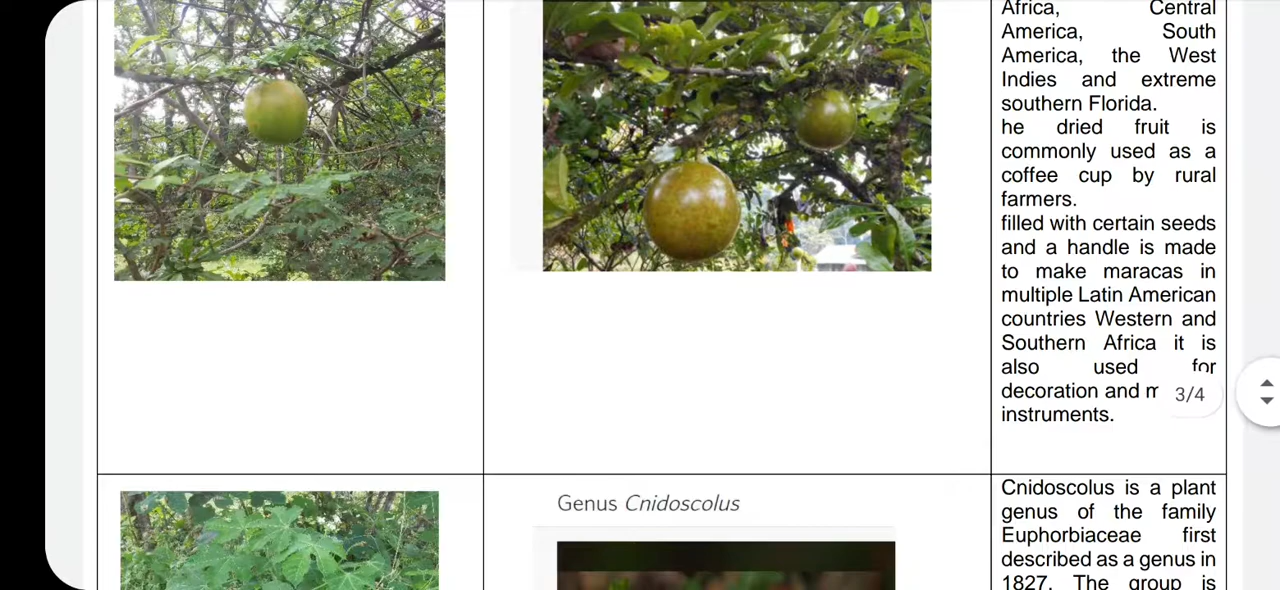 Africa, Central
America, South
America, the West
Indies and extreme
southern Florida.
he dried fruit is
commonly used as a
coffee cup by rural
farmers.
filled with certain seeds
and a handle is made
to make maracas in
multiple Latin American
countries Western and
Southern Africa it is
also used for
decoration and m
instruments.
3/4
Genus Cnidoscolus
Cnidoscolus is a plant
genus of the family
Euphorbiaceae first
described as a genus in
1827. The group is